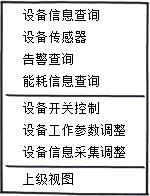 设备信息查询
设备传感器
告警查询
能耗信息查询
设备开关控制
设备工作参数调整
设备信息采集调整
上级视图